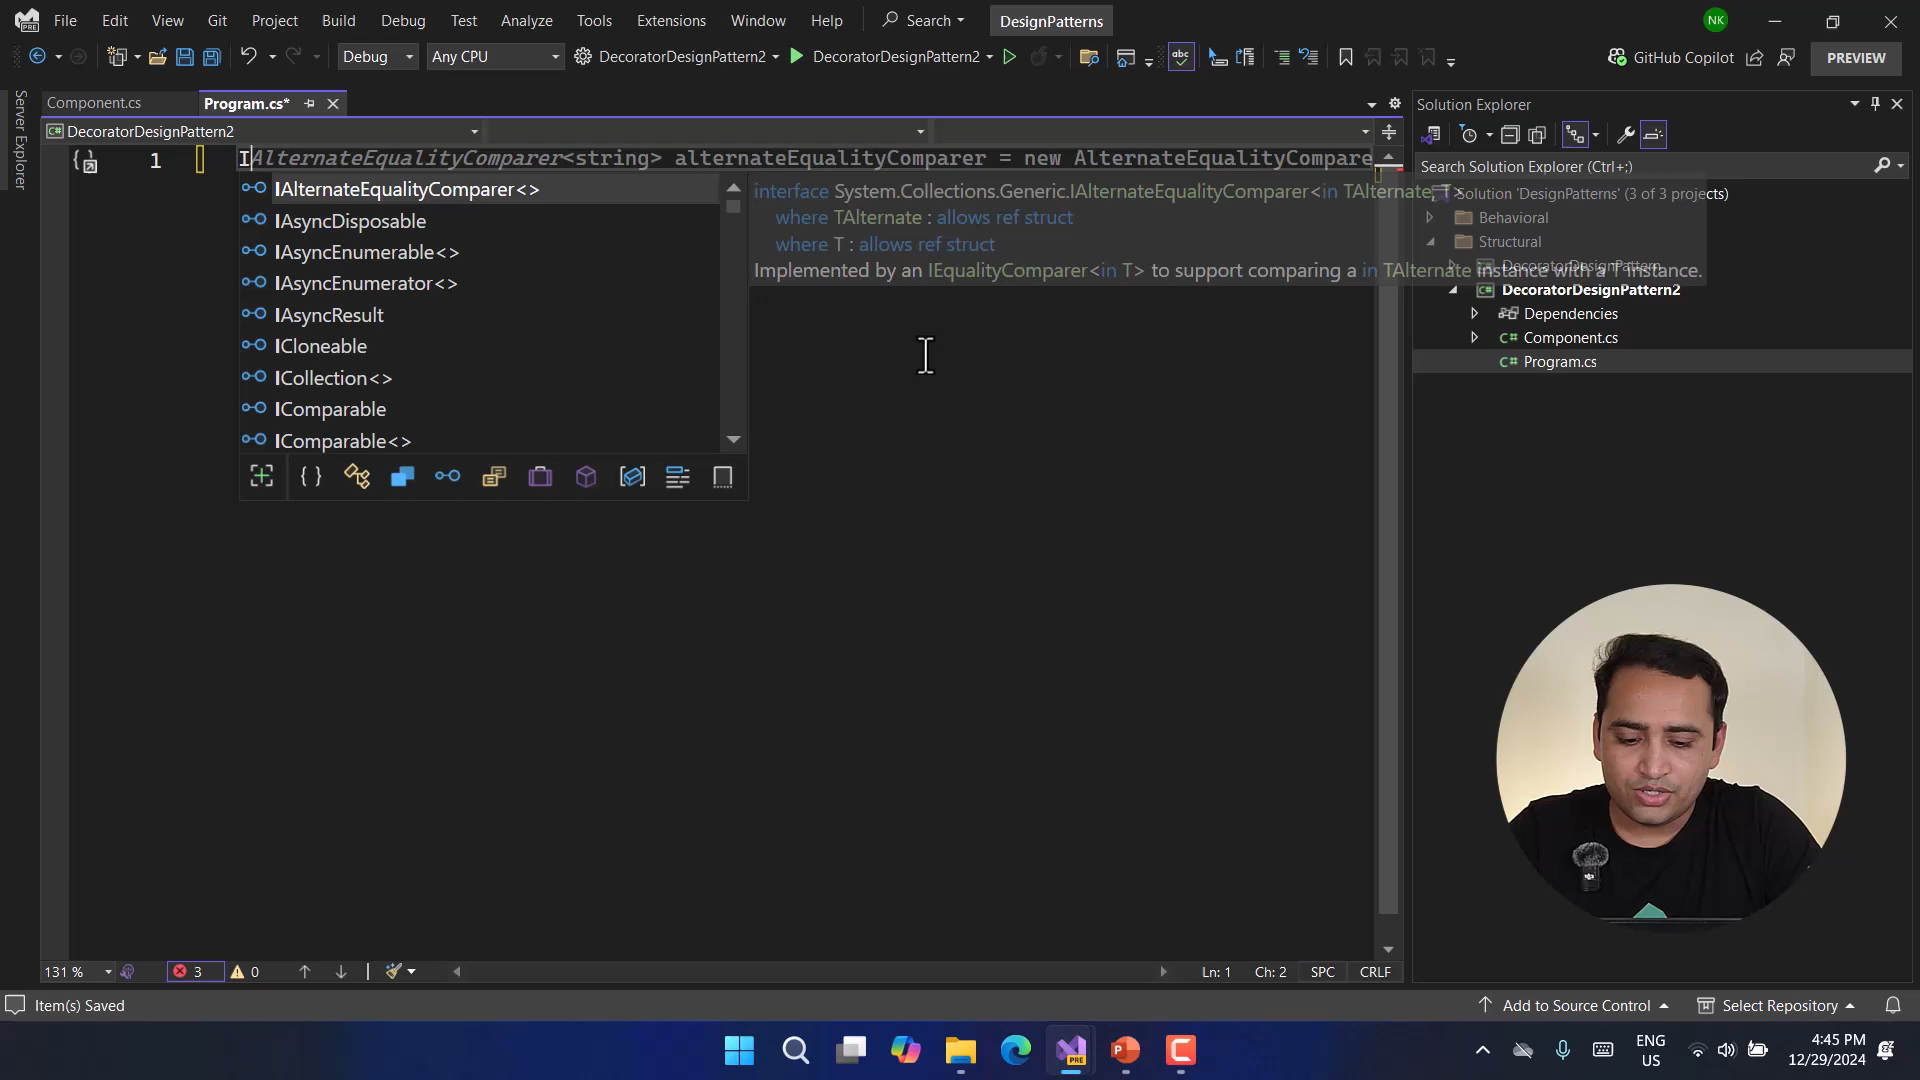 File Edit View Git Project Build Debug Test Analyze Tools Extensions Window Help Search DesignPatterns NK
Debug Any CPU DecoratorDesignPattern2 DecoratorDesignPattern2 abc GitHub Copilot PREVIEW
Server Explorer
Component.cs Program.cs*
C# DecoratorDesignPattern2
1 IAlternateEqualityComparer<string> alternateEqualityComparer = new AlternateEqualityCompare
IAlternateEqualityComparer<>
IAsyncDisposable
IAsyncEnumerable<>
IAsyncEnumerator<>
IAsyncResult
ICloneable
ICollection<>
IComparable
IComparable<>
interface System.Collections.Generic.IAlternateEqualityComparer<in TAlternate, T>
where TAlternate : allows ref struct
where T : allows ref struct
Implemented by an IEqualityComparer<in T> to support comparing a in TAlternate instance with a T instance.
Solution Explorer
Search Solution Explorer (Ctrl+;)
Solution 'DesignPatterns' (3 of 3 projects)
Behavioral
Structural
DecoratorDesignPattern
C# DecoratorDesignPattern2
Dependencies
C# Component.cs
C# Program.cs
131 % 3 0 Ln: 1 Ch: 2 SPC CRLF
Item(s) Saved Add to Source Control Select Repository
PRE
ENG
US
4:45 PM
12/29/2024